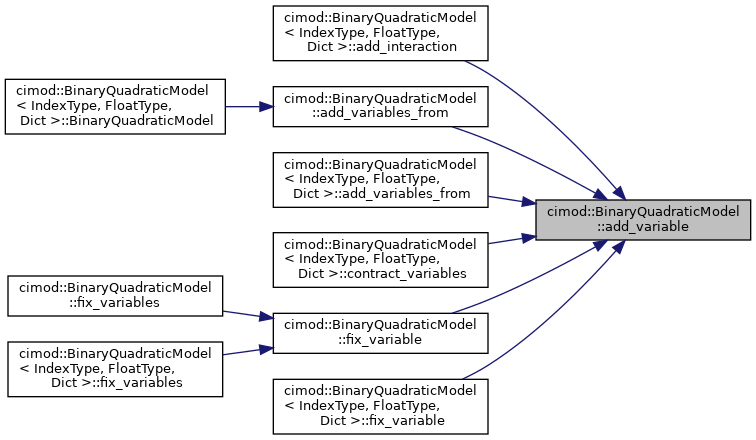 cimod::BinaryQuadraticModel
< IndexType, FloatType,
Dict >::add_interaction
cimod::BinaryQuadraticModel
< IndexType, FloatType,
Dict >::BinaryQuadraticModel
cimod::BinaryQuadraticModel
::add_variables_from
cimod::BinaryQuadraticModel
< IndexType, FloatType,
Dict >::add_variables_from
cimod::BinaryQuadraticModel
::add_variable
cimod::BinaryQuadraticModel
< IndexType, FloatType,
Dict >::contract_variables
cimod::BinaryQuadraticModel
::fix_variables
cimod::BinaryQuadraticModel
::fix_variable
cimod::BinaryQuadraticModel
< IndexType, FloatType,
Dict >::fix_variables
cimod::BinaryQuadraticModel
< IndexType, FloatType,
Dict >::fix_variable